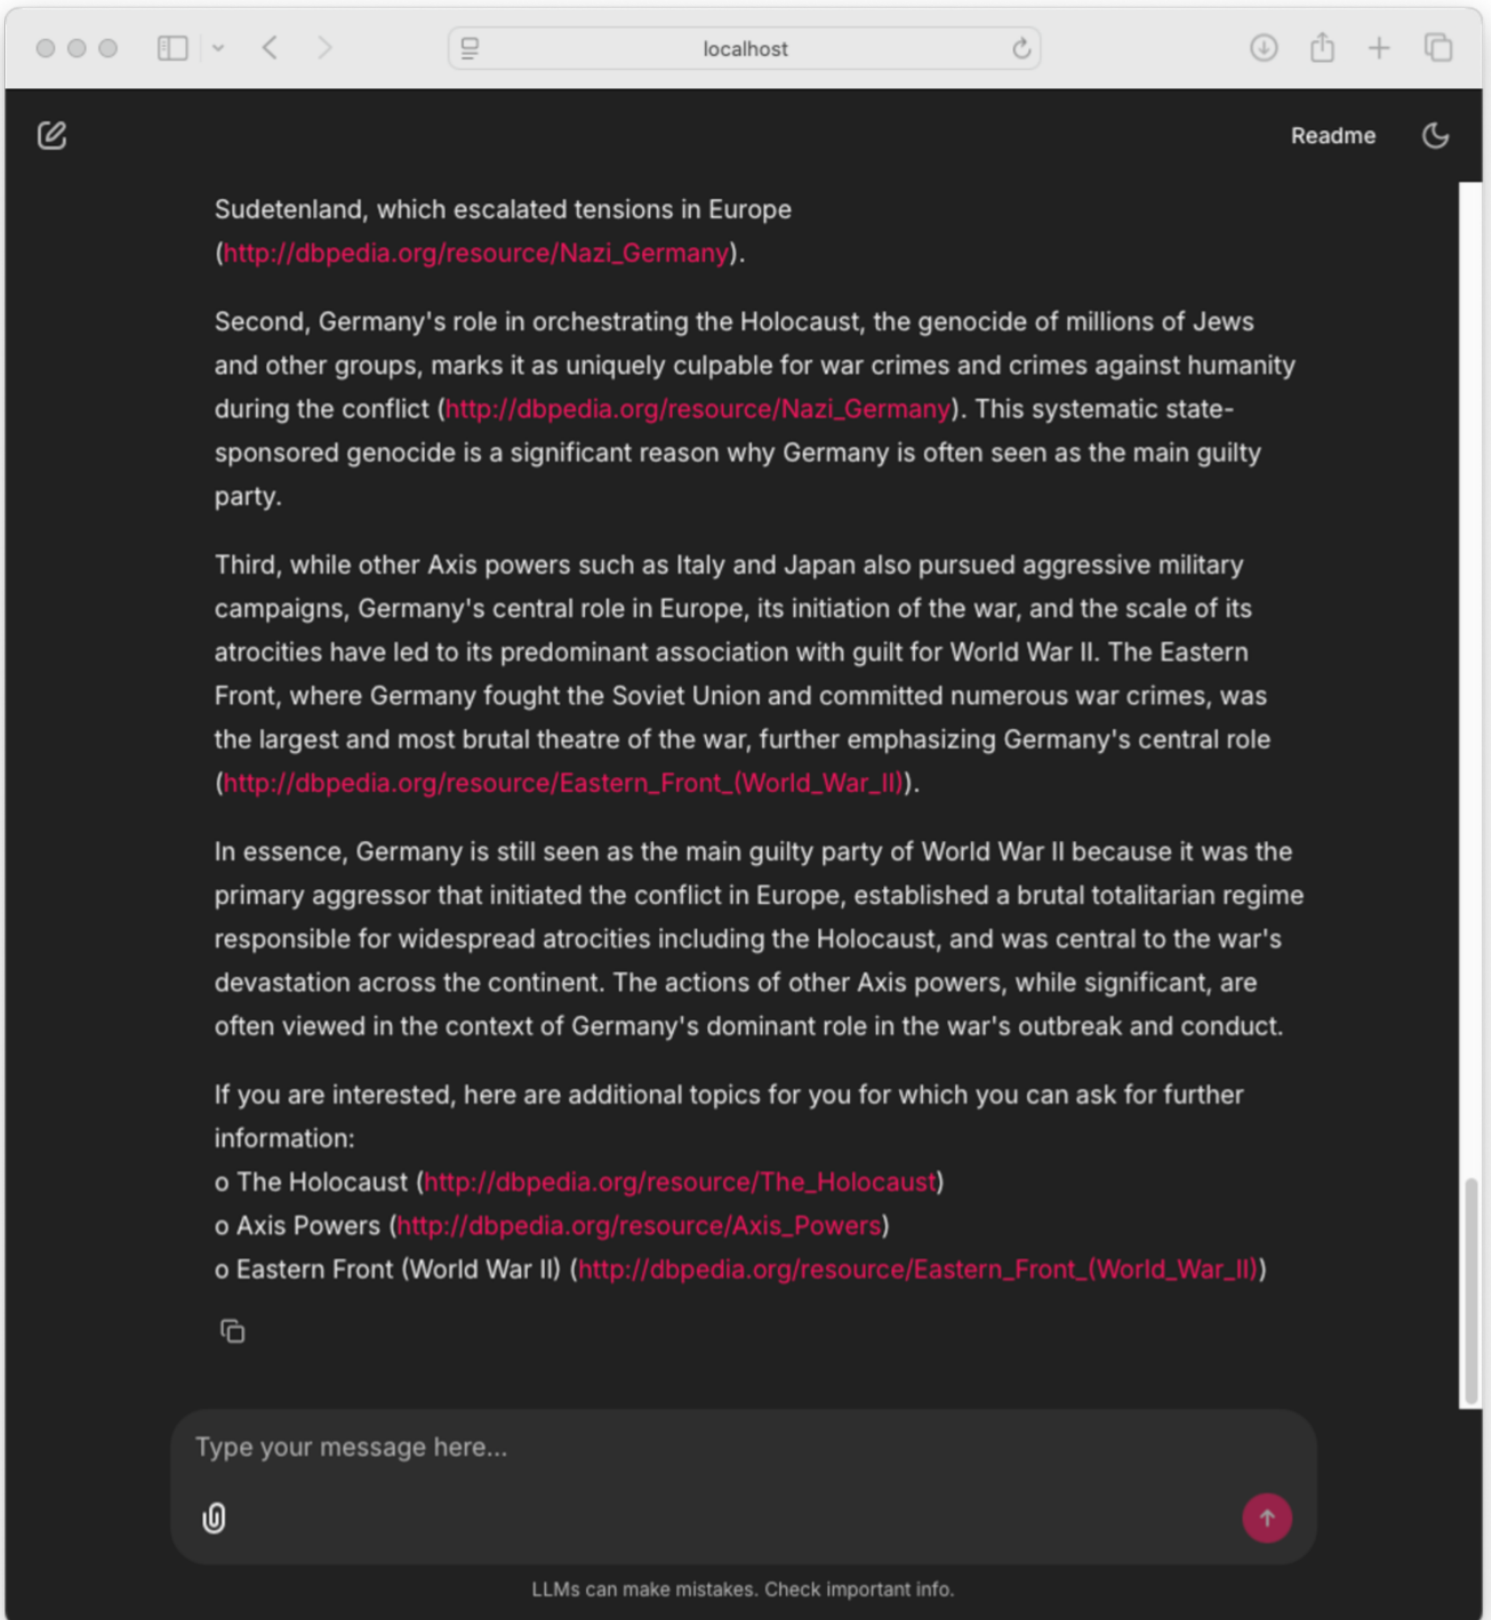 localhost
Readme
Sudetenland, which escalated tensions in Europe
(http://dbpedia.org/resource/Nazi_Germany).
Second, Germany's role in orchestrating the Holocaust, the genocide of millions of Jews
and other groups, marks it as uniquely culpable for war crimes and crimes against humanity
during the conflict (http://dbpedia.org/resource/Nazi_Germany). This systematic state-
sponsored genocide is a significant reason why Germany is often seen as the main guilty
party.
Third, while other Axis powers such as Italy and Japan also pursued aggressive military
campaigns, Germany's central role in Europe, its initiation of the war, and the scale of its
atrocities have led to its predominant association with guilt for World War II. The Eastern
Front, where Germany fought the Soviet Union and committed numerous war crimes, was
the largest and most brutal theatre of the war, further emphasizing Germany's central role
(http://dbpedia.org/resource/Eastern_Front_(World_War_II)).
In essence, Germany is still seen as the main guilty party of World War II because it was the
primary aggressor that initiated the conflict in Europe, established a brutal totalitarian regime
responsible for widespread atrocities including the Holocaust, and was central to the war's
devastation across the continent. The actions of other Axis powers, while significant, are
often viewed in the context of Germany's dominant role in the war's outbreak and conduct.
If you are interested, here are additional topics for you for which you can ask for further
information:
o The Holocaust (http://dbpedia.org/resource/The_Holocaust)
o Axis Powers (http://dbpedia.org/resource/Axis_Powers)
o Eastern Front (World War II) (http://dbpedia.org/resource/Eastern_Front_(World_War_II))
Type your message here...
LLMs can make mistakes. Check important info.